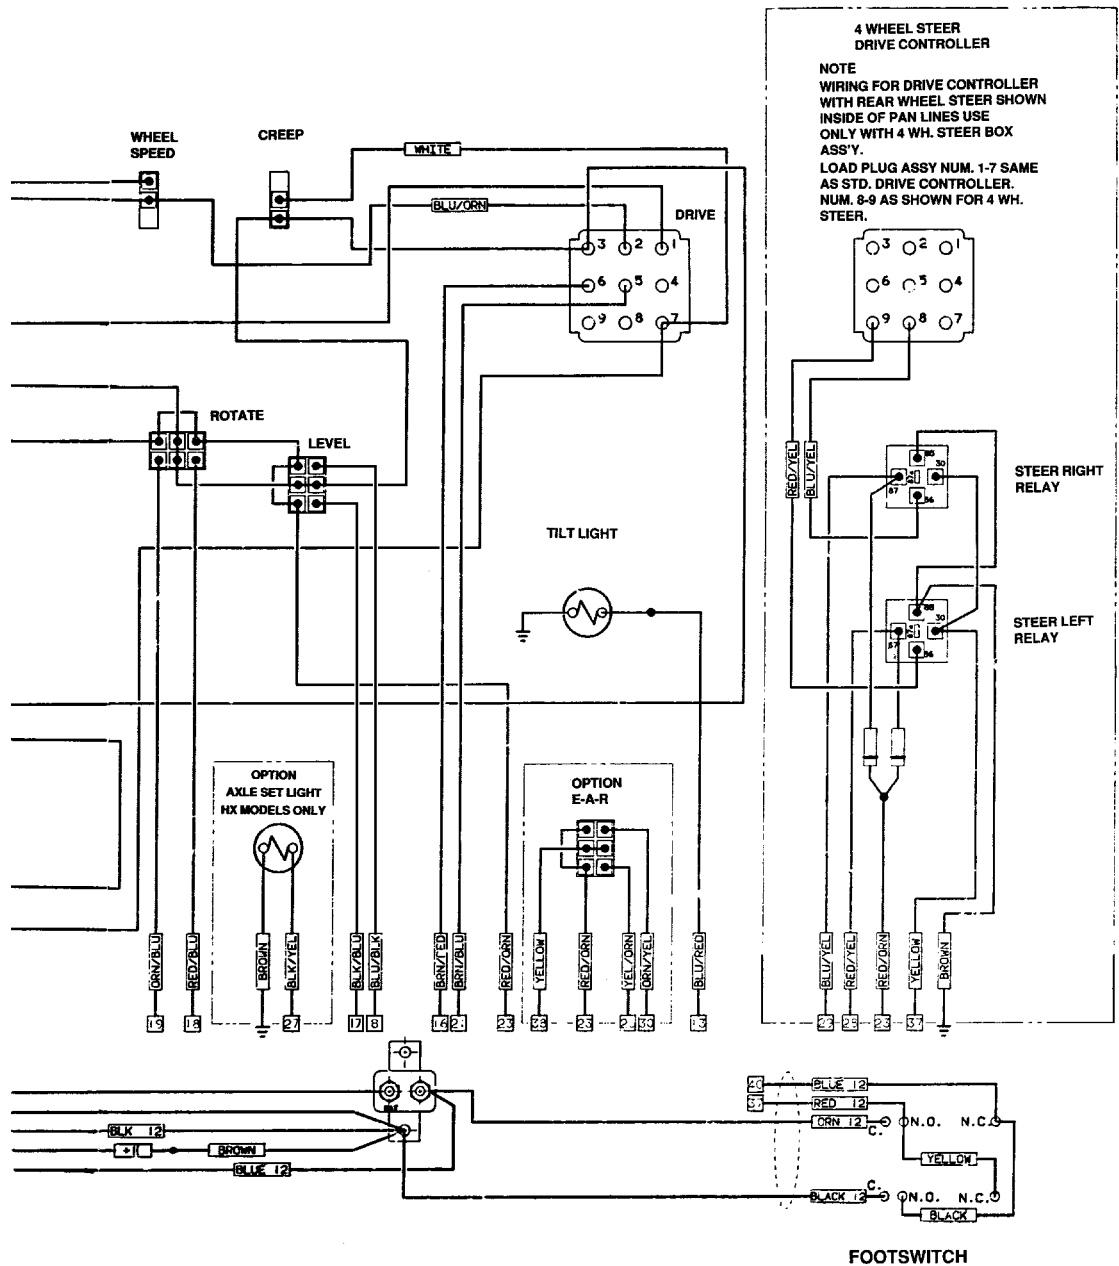 4 WHEEL STEER
DRIVE CONTROLLER
NOTE
WIRING FOR DRIVE CONTROLLER
WITH REAR WHEEL STEER SHOWN
INSIDE OF PAN LINES USE
ONLY WITH 4 WH. STEER BOX
ASS'Y.
LOAD PLUG ASSY NUM. 1-7 SAME
AS STD. DRIVE CONTROLLER.
NUM. 8-9 AS SHOWN FOR 4 WH.
STEER.
WHEEL
SPEED
CREEP
WHITE
BLU/ORN
DRIVE
3 2 1
6 5 4
9 8 7
3 2 1
6 5 4
9 8 7
ROTATE
LEVEL
RED/YEL
BLU/YEL
85
30
87
86
STEER RIGHT
RELAY
TILT LIGHT
30
87
86
STEER LEFT
RELAY
OPTION
AXLE SET LIGHT
HX MODELS ONLY
OPTION
E-A-R
ORN/BLU
RED/BLU
BROWN
BLK/YEL
BLK/BLU
BLU/BLK
BRN/RED
BRN/BLU
RED/ORN
YELLOW
RED/ORN
YEL/ORN
ORN/YEL
BLU/RED
BLU/YEL
RED/YEL
RED/ORN
YELLOW
BROWN
19
18
27
17
8
16
23
23
23
37
40
BLUE 12
RED 12
ORN 12
C.
N.O.
N.C.
BLK 12
+
BROWN
BLUE 12
YELLOW
BLACK 12
C.
N.O.
N.C.
BLACK
FOOTSWITCH